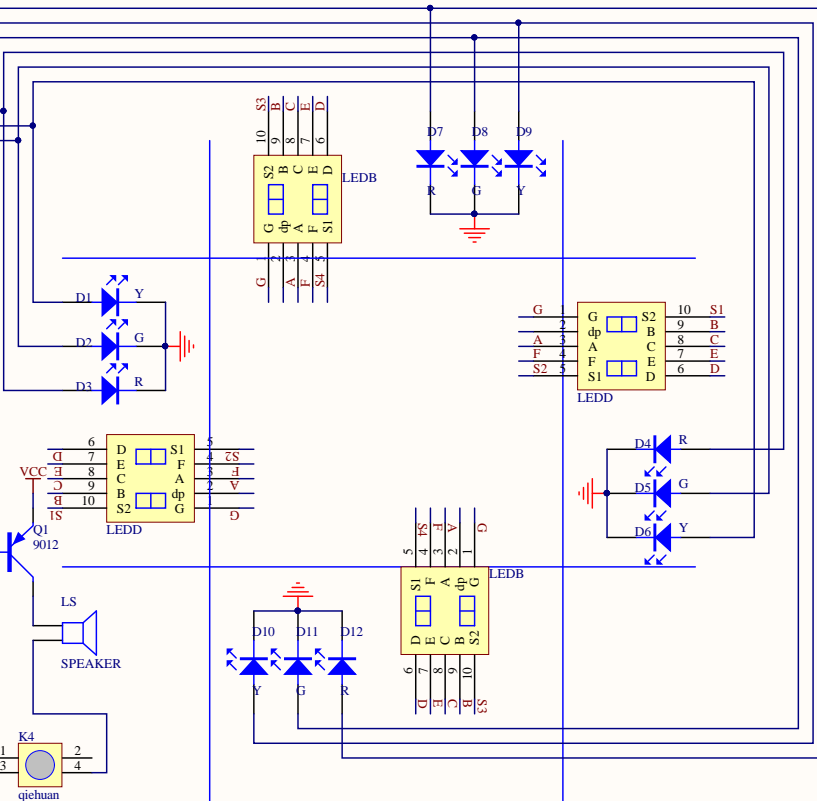 S3 B C E D
10 9 8 7 6
S2 B C E D
LEDB
G dp A F S1
1 2 3 4 5
G A F S4
D7 D8 D9
R G Y
D1 Y
D2 G
D3 R
G 1 G S2 10 S1
2 dp B 9 B
A 3 A C 8 C
F 4 F E 7 E
S2 5 S1 D 6 D
LEDD
6 D S1 5
D 7 E F 4 S2
E 8 C A 3 F
C 9 B dp 2 A
B 10 S2 G G
S1
LEDD
VCC
Q1
9012
D4 R
D5 G
D6 Y
S4 F A G
5 4 3 2 1
S1 F A dp G
LEDB
D E C B S2
6 7 8 9 10
D E C B S3
LS
SPEAKER
D10 D11 D12
Y G R
K4
1 2
3 4
qiehuan